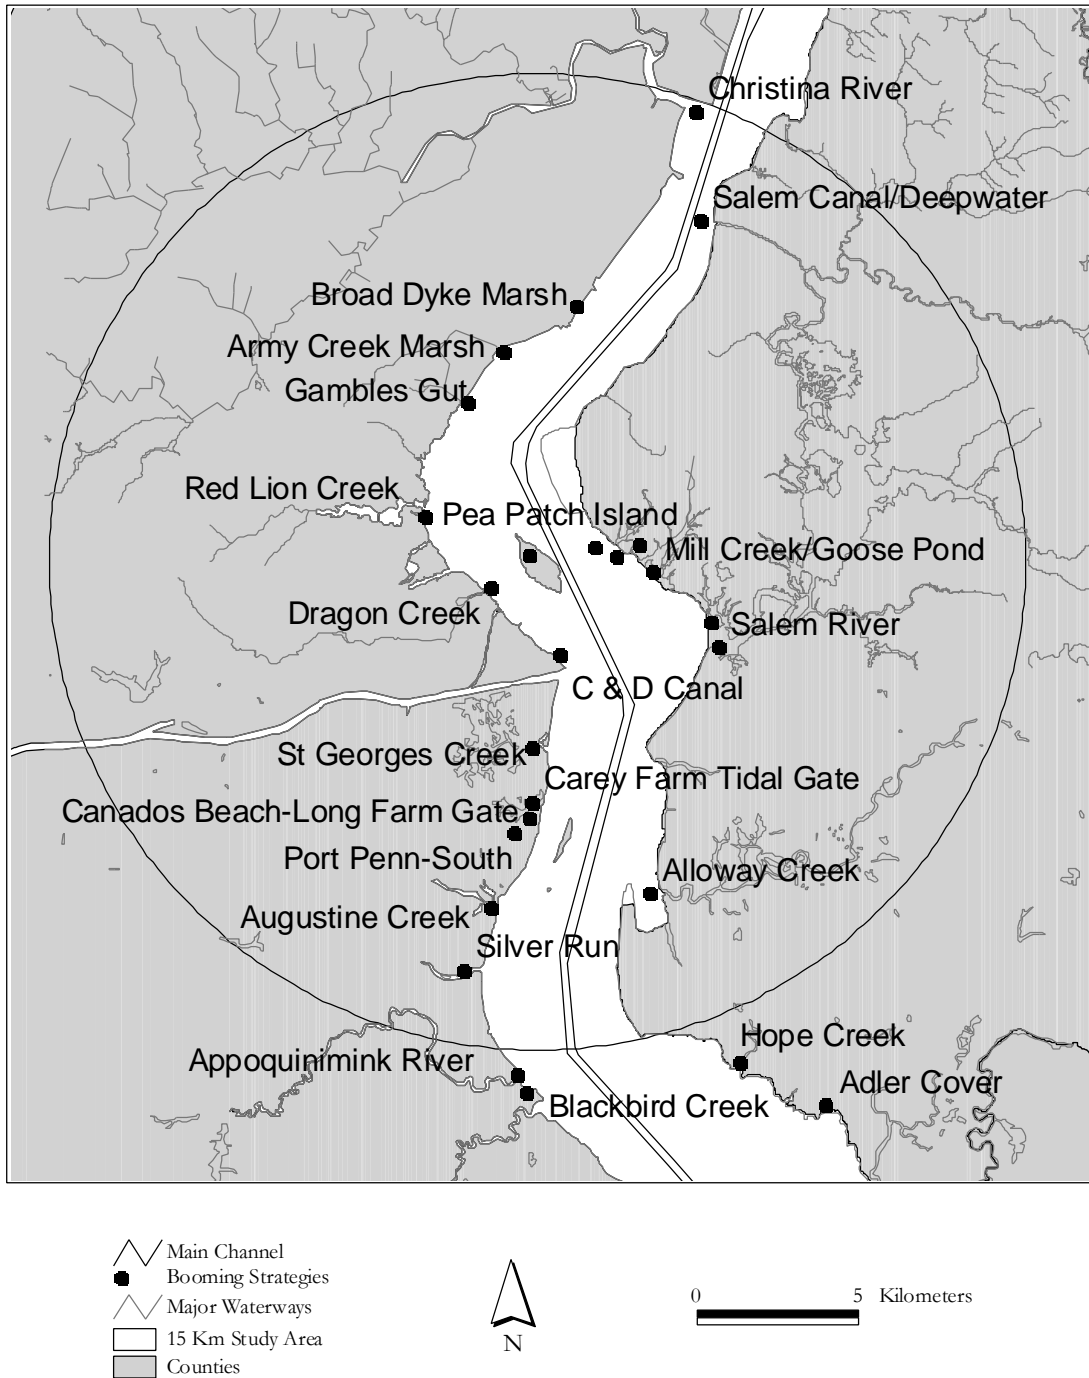 Christina River
Salem Canal/Deepwater
Broad Dyke Marsh
Army Creek Marsh
Gambles Gut
Red Lion Creek
Pea Patch Island
Mill Creek/Goose Pond
Dragon Creek
Salem River
C & D Canal
St Georges Creek
Carey Farm Tidal Gate
Canados Beach-Long Farm Gate
Port Penn-South
Alloway Creek
Augustine Creek
Silver Run
Hope Creek
Appoquinimink River
Adler Cover
Blackbird Creek
Main Channel
Booming Strategies
Major Waterways
15 Km Study Area
Counties
N
0 5 Kilometers